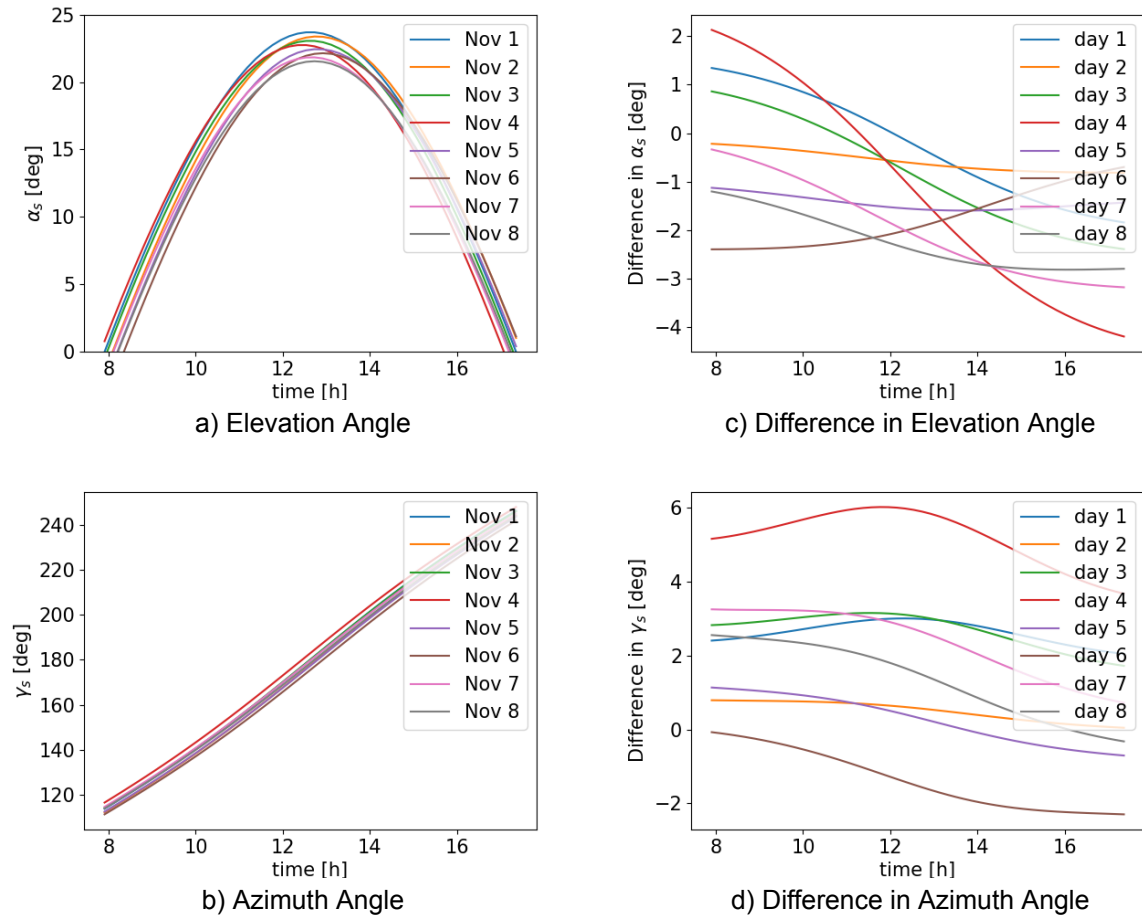 25
20
15
10
5
0
α_s [deg]
8
10
12
14
16
time [h]
Nov 1
Nov 2
Nov 3
Nov 4
Nov 5
Nov 6
Nov 7
Nov 8
a) Elevation Angle
2
1
0
−1
−2
−3
−4
Difference in α_s [deg]
8
10
12
14
16
time [h]
day 1
day 2
day 3
day 4
day 5
day 6
day 7
day 8
c) Difference in Elevation Angle
240
220
200
180
160
140
120
γ_s [deg]
8
10
12
14
16
time [h]
Nov 1
Nov 2
Nov 3
Nov 4
Nov 5
Nov 6
Nov 7
Nov 8
b) Azimuth Angle
6
4
2
0
−2
Difference in γ_s [deg]
8
10
12
14
16
time [h]
day 1
day 2
day 3
day 4
day 5
day 6
day 7
day 8
d) Difference in Azimuth Angle